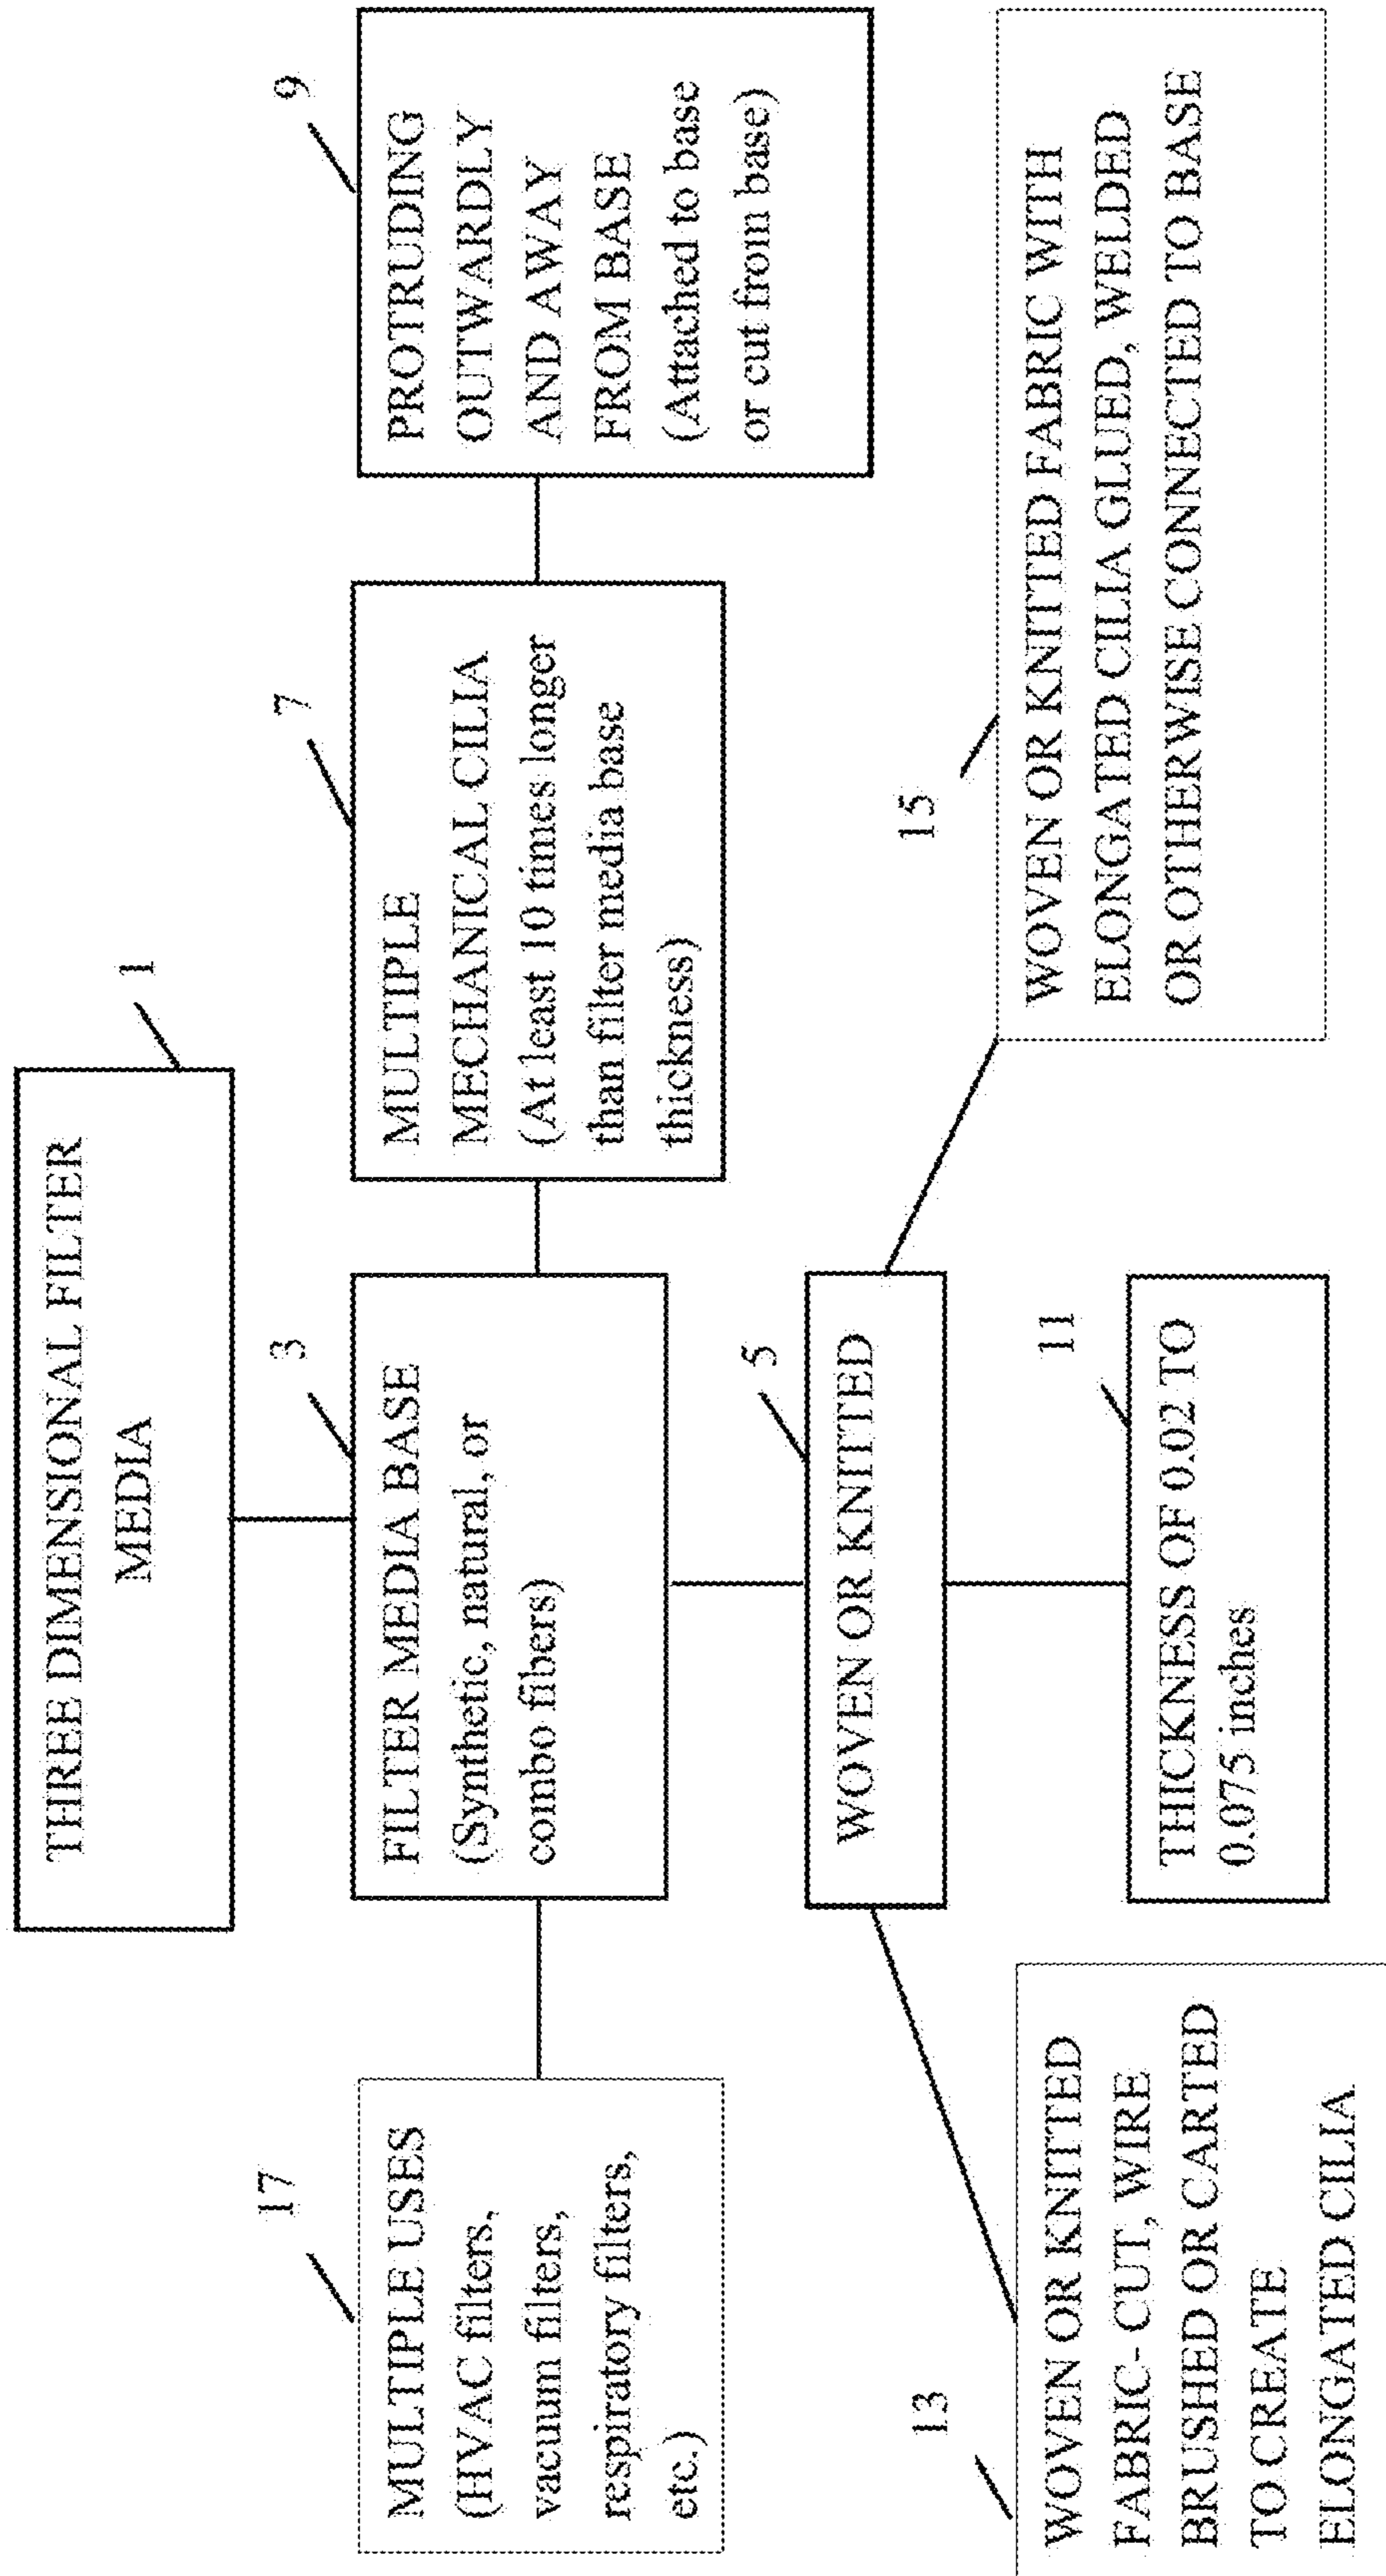 1
THREE DIMENSIONAL FILTER
MEDIA
17
MULTIPLE USES
(HVAC filters,
vacuum filters,
respiratory filters,
etc.)
3
FILTER MEDIA BASE
(Synthetic, natural, or
combo fibers)
7
MULTIPLE
MECHANICAL CILIA
(At least 10 times longer
than filter media base
thickness)
9
PROTRUDING
OUTWARDLY
AND AWAY
FROM BASE
(Attached to base
or cut from base)
5
WOVEN OR KNITTED
13
WOVEN OR KNITTED
FABRIC- CUT, WIRE
BRUSHED OR CARTED
TO CREATE
ELONGATED CILIA
11
THICKNESS OF 0.02 TO
0.075 inches
15
WOVEN OR KNITTED FABRIC WITH
ELONGATED CILIA GLUED, WELDED
OR OTHERWISE CONNECTED TO BASE